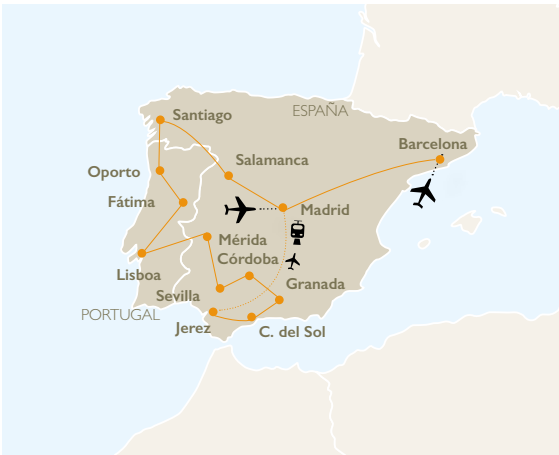 ESPAÑA
Santiago
Barcelona
Salamanca
Oporto
Fátima
Madrid
Mérida
Córdoba
Lisboa
Granada
Sevilla
PORTUGAL
Jerez
C. del Sol